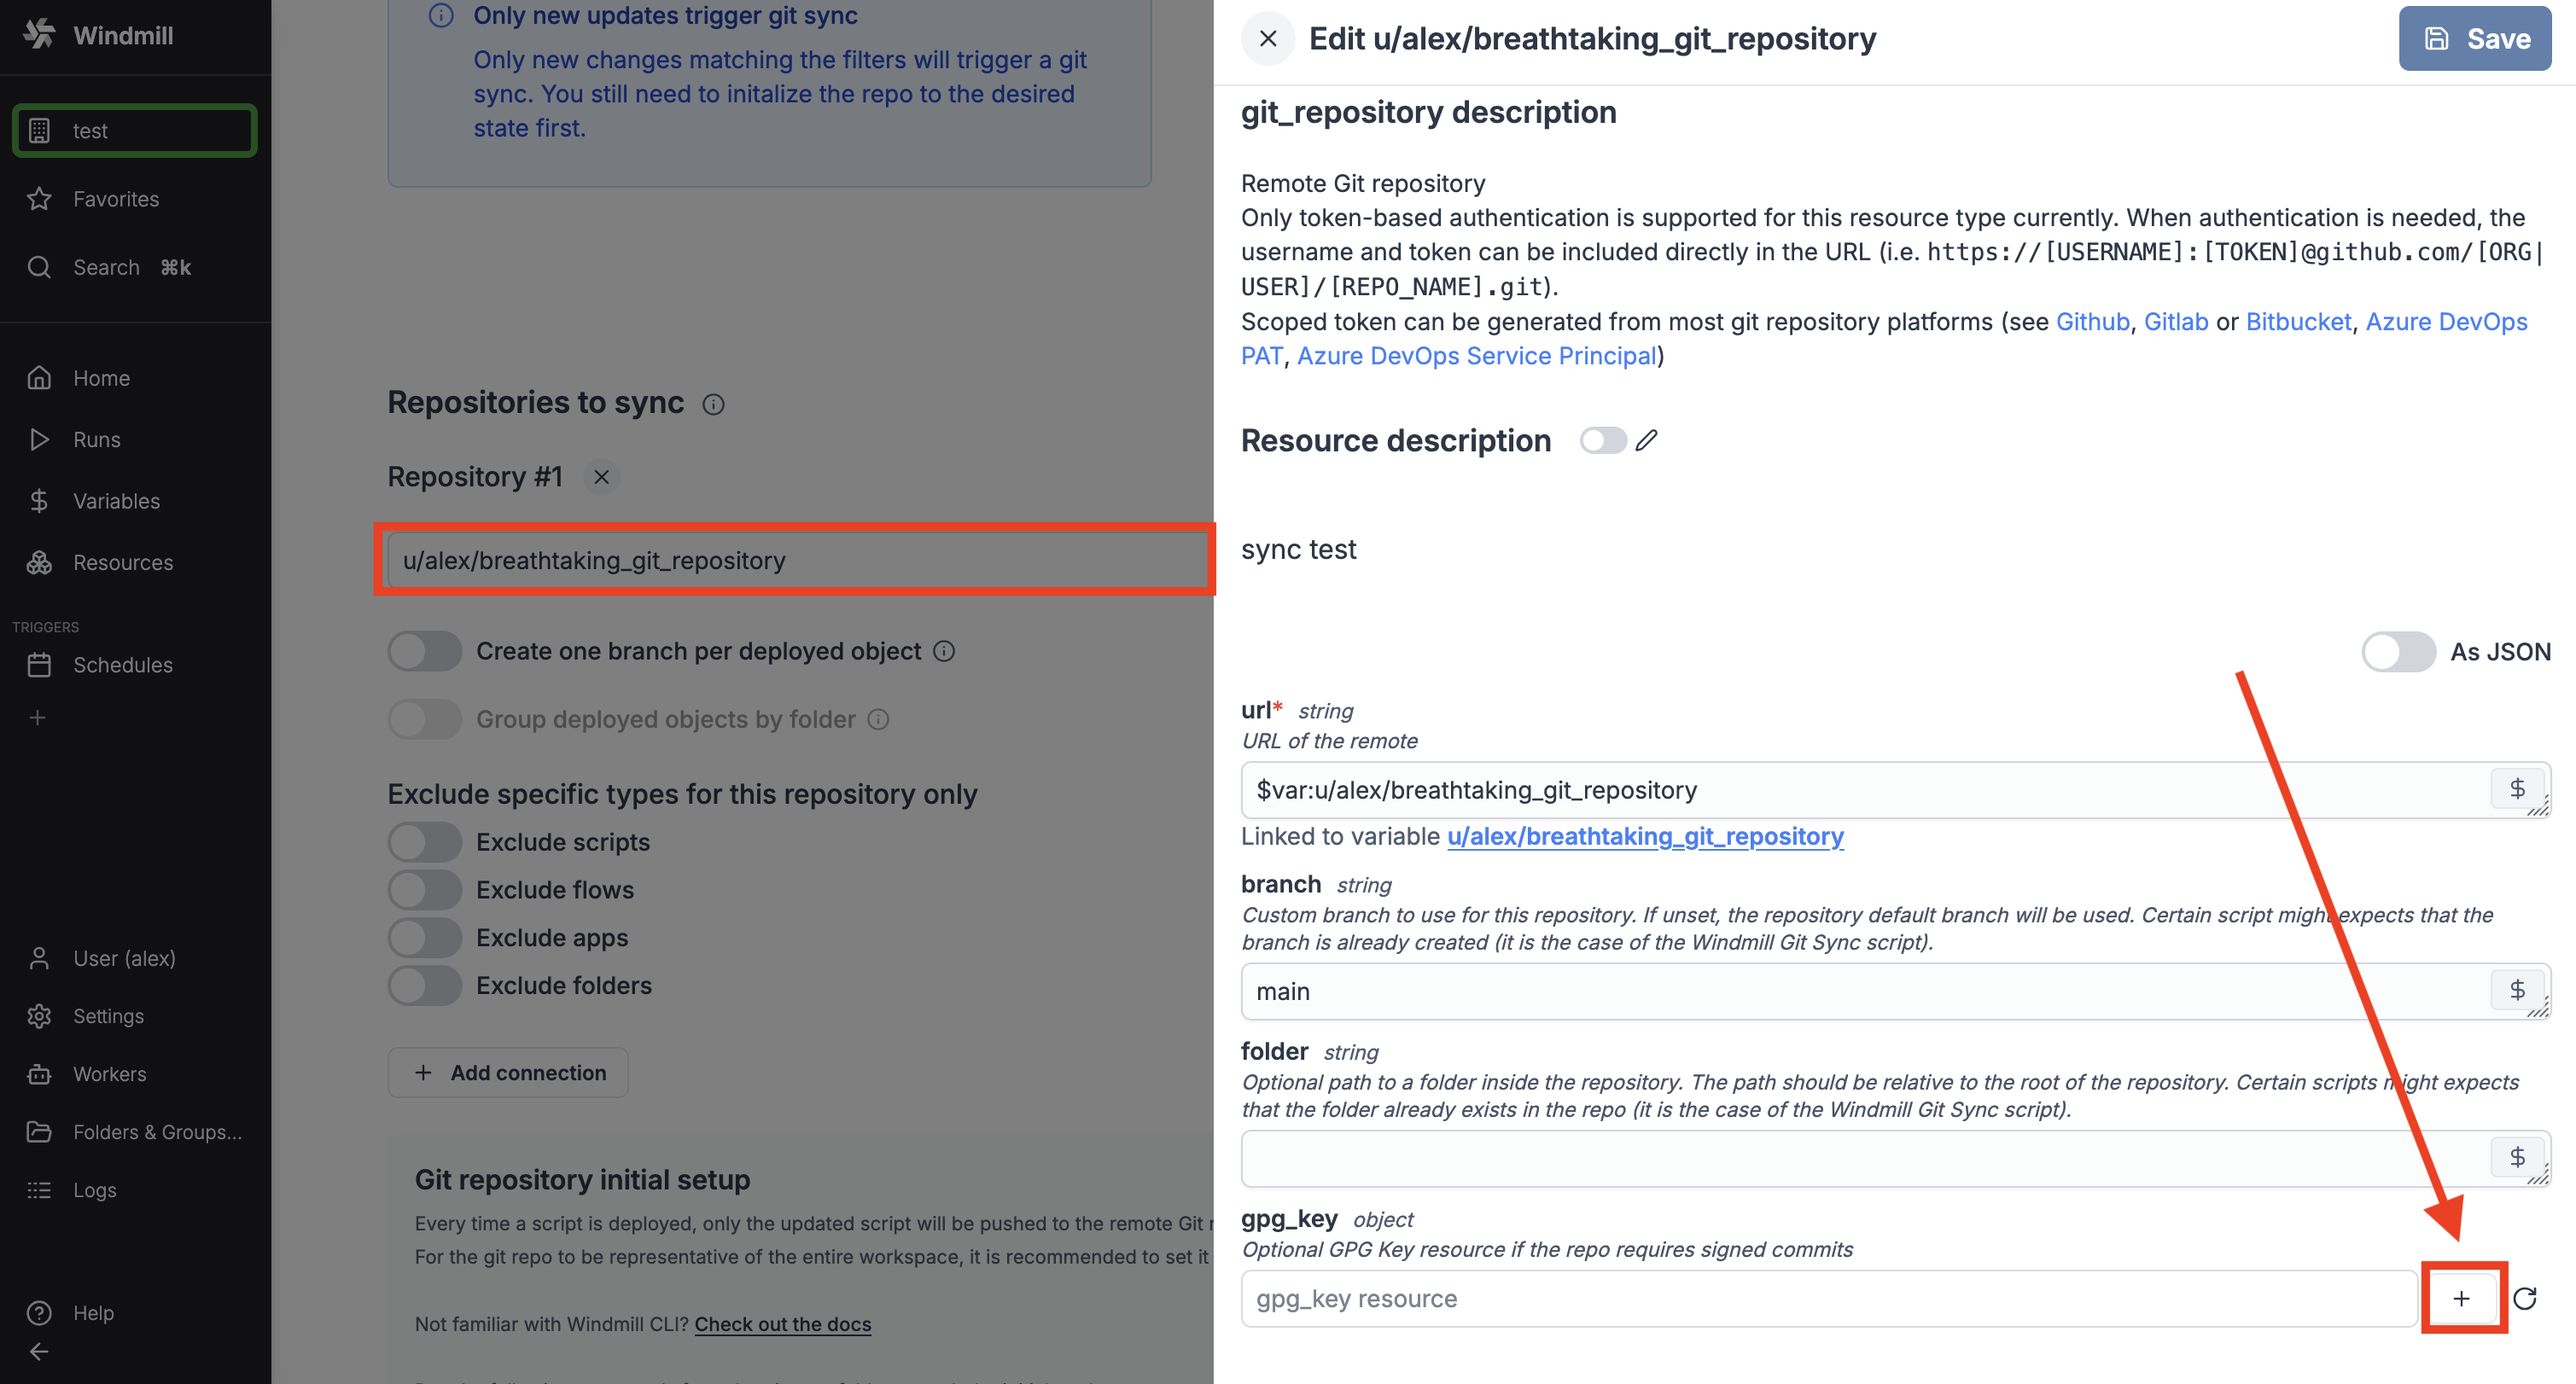 Windmill
test
Favorites
Search ⌘k
Home
Runs
Variables
Resources
TRIGGERS
Schedules
User (alex)
Settings
Workers
Folders & Groups...
Logs
Help
Only new updates trigger git sync
Only new changes matching the filters will trigger a git
sync. You still need to initalize the repo to the desired
state first.
Repositories to sync
Repository #1
u/alex/breathtaking_git_repository
Create one branch per deployed object
Group deployed objects by folder
Exclude specific types for this repository only
Exclude scripts
Exclude flows
Exclude apps
Exclude folders
+ Add connection
Git repository initial setup
Every time a script is deployed, only the updated script will be pushed to the remote Git
For the git repo to be representative of the entire workspace, it is recommended to set it
Not familiar with Windmill CLI? Check out the docs
Edit u/alex/breathtaking_git_repository
Save
git_repository description
Remote Git repository
Only token-based authentication is supported for this resource type currently. When authentication is needed, the
username and token can be included directly in the URL (i.e. https://[USERNAME]:[TOKEN]@github.com/[ORG|
USER]/[REPO_NAME].git).
Scoped token can be generated from most git repository platforms (see Github, Gitlab or Bitbucket, Azure DevOps
PAT, Azure DevOps Service Principal)
Resource description
sync test
As JSON
url* string
URL of the remote
$var:u/alex/breathtaking_git_repository
$
Linked to variable u/alex/breathtaking_git_repository
branch string
Custom branch to use for this repository. If unset, the repository default branch will be used. Certain script might expects that the
branch is already created (it is the case of the Windmill Git Sync script).
main
$
folder string
Optional path to a folder inside the repository. The path should be relative to the root of the repository. Certain scripts might expects
that the folder already exists in the repo (it is the case of the Windmill Git Sync script).
$
gpg_key object
Optional GPG Key resource if the repo requires signed commits
gpg_key resource
+